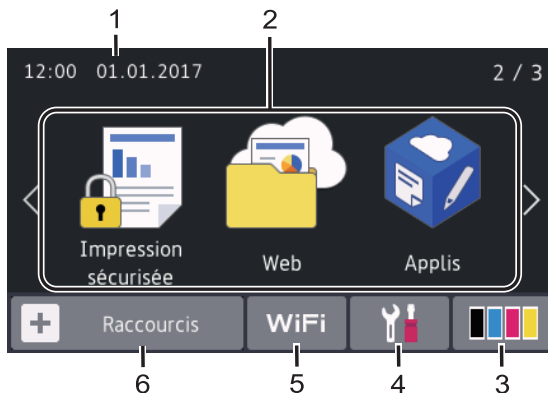 1
2
12:00 01.01.2017
2 / 3
Impression
sécurisée
Web
Applis
Raccourcis
WiFi
6
5
4
3